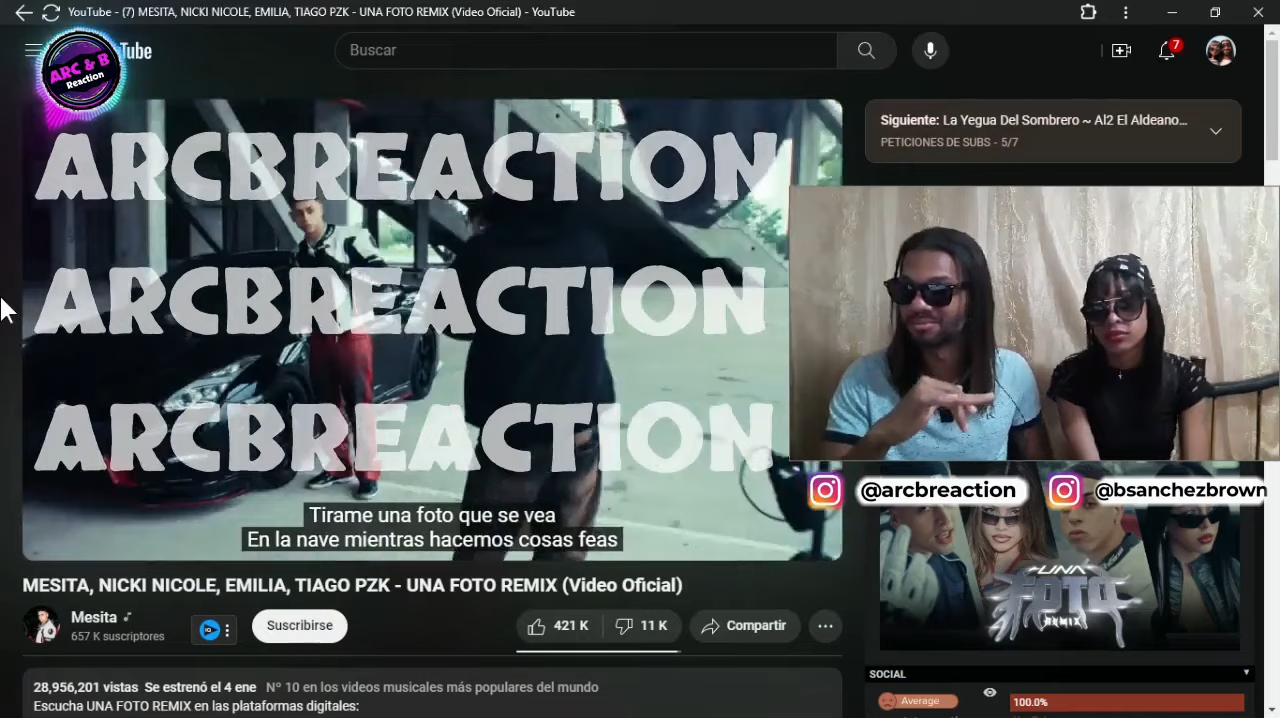 YouTube - (7) MESITA, NICKI NICOLE, EMILIA, TIAGO PZK - UNA FOTO REMIX (Video Oficial) - YouTube
ARC & B
Reaction
Buscar
7
ARCBREACTION
ARCBREACTION
ARCBREACTION
Tirame una foto que se vea
En la nave mientras hacemos cosas feas
Siguiente: La Yegua Del Sombrero ~ Al2 El Aldeano...
PETICIONES DE SUBS - 5/7
@arcbreaction
@bsanchezbrown
UNA
FOTO
REMIX
MESITA, NICKI NICOLE, EMILIA, TIAGO PZK - UNA FOTO REMIX (Video Oficial)
Mesita
657 K suscriptores
Suscribirse
421 K
11 K
Compartir
28,956,201 vistas Se estrenó el 4 ene Nº 10 en los videos musicales más populares del mundo
Escucha UNA FOTO REMIX en las plataformas digitales:
SOCIAL
Average
100.0%